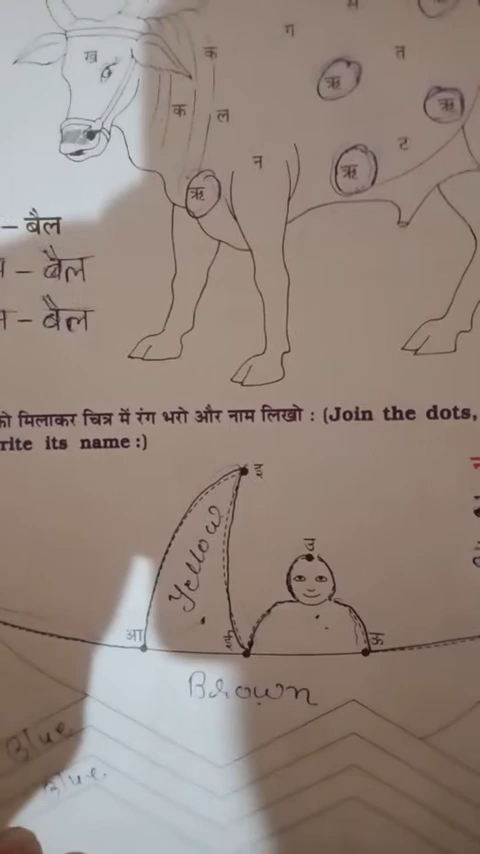 ग
ख
क
त
ऋ
ऋ
क
ल
न
ट
ऋ
ऋ
– बैल
– बैल
– बैल
को मिलाकर चित्र में रंग भरो और नाम लिखो : (Join the dots,
rite its name:)
Yellow
आ
ऊ
Brown
Blue
Blue